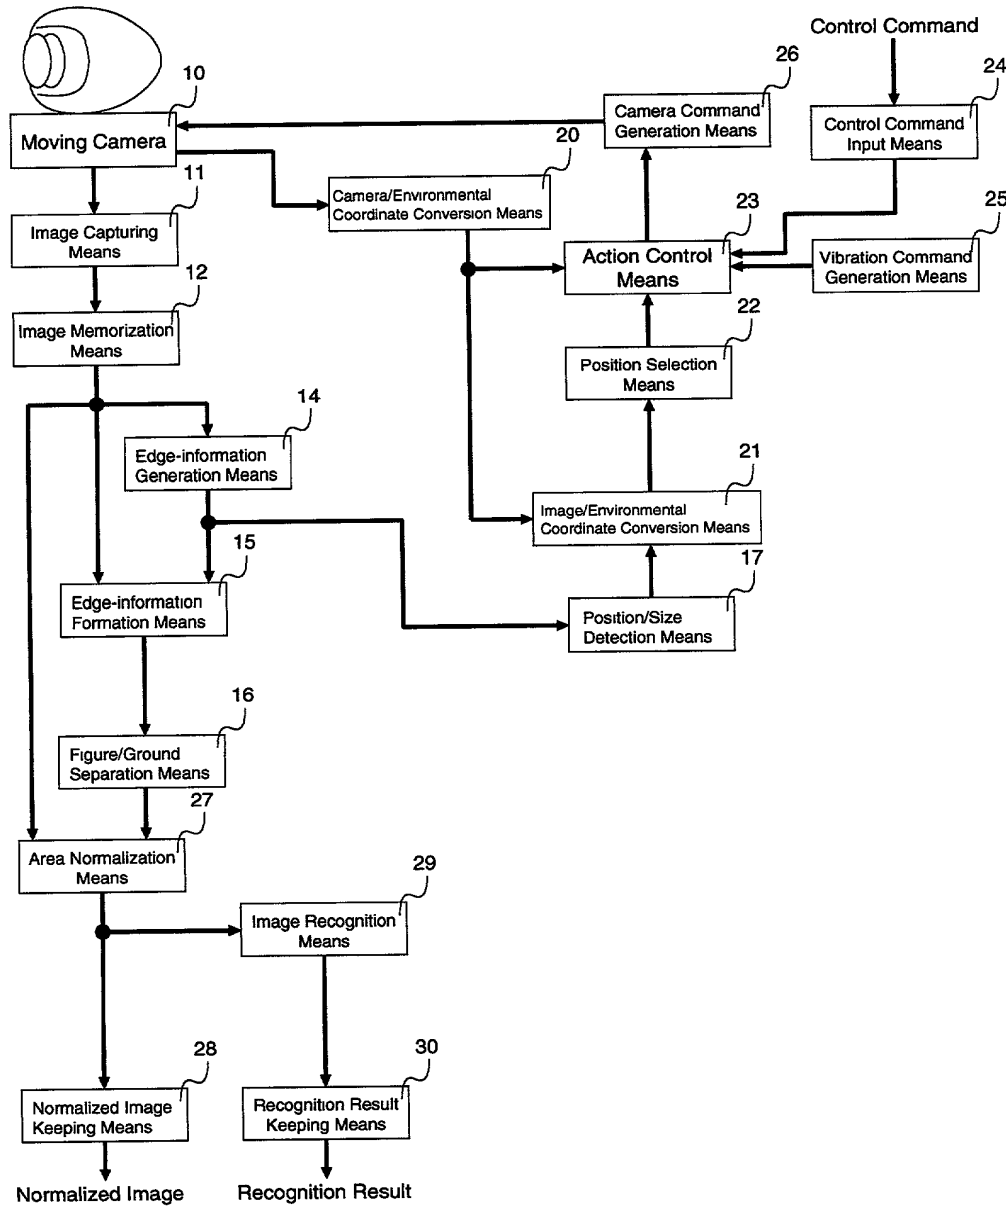 Control Command
26
24
10
Camera Command
Generation Means
Control Command
Input Means
20
Moving Camera
11
Camera/Environmental
Coordinate Conversion Means
23
25
Image Capturing
Means
Action Control
Means
Vibration Command
Generation Means
12
22
Image Memorization
Means
Position Selection
Means
14
Edge-information
Generation Means
21
Image/Environmental
Coordinate Conversion Means
15
17
Edge-information
Formation Means
Position/Size
Detection Means
16
Figure/Ground
Separation Means
27
Area Normalization
Means
29
Image Recognition
Means
28
30
Normalized Image
Keeping Means
Recognition Result
Keeping Means
Normalized Image
Recognition Result